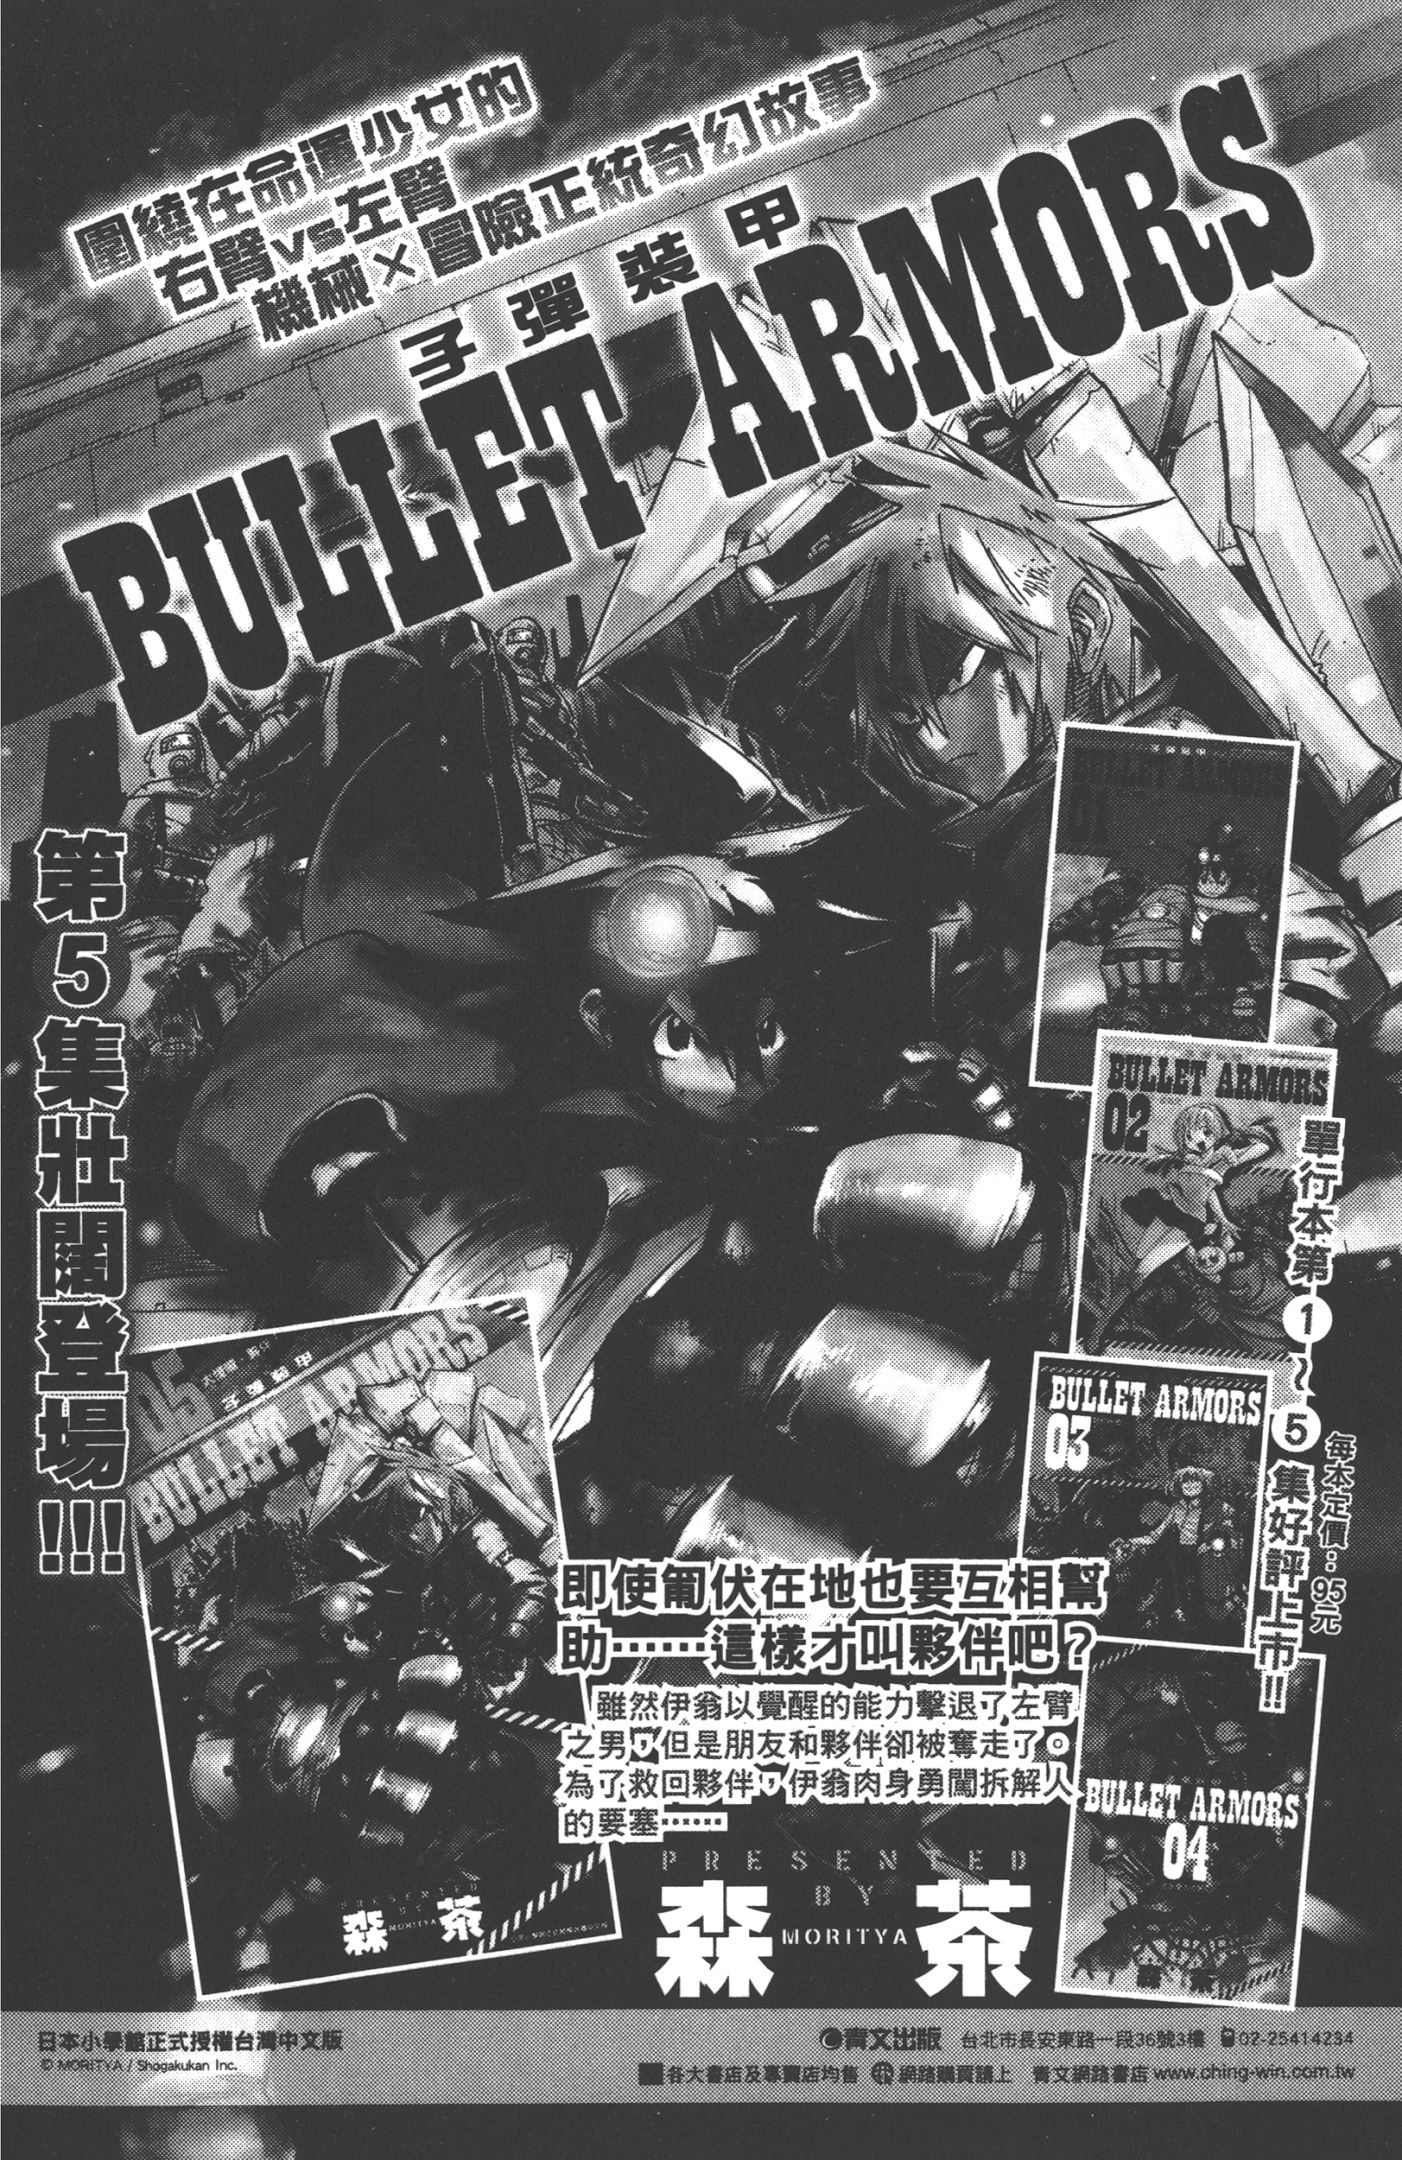 圍繞在命運少女的
右臂vs左臂
機械×冒險正統奇幻故事
子彈裝甲
BULLET ARMORS
第5集壯闊登場!!!
BULLET ARMORS
01
BULLET ARMORS
02
BULLET ARMORS
03
BULLET ARMORS
04
單行本第1~5集好評上市!!
每本定價:95元
05
子彈裝甲
BULLET ARMORS
PRESENTED
BY
森茶
MORITYA
即使匍伏在地也要互相幫
助……這樣才叫夥伴吧?
雖然伊翁以覺醒的能力擊退了左臂
之男,但是朋友和夥伴卻被奪走了。
為了救回夥伴,伊翁肉身勇闖拆解人
的要塞……
PRESENTED
BY
森茶
MORITYA
日本小學館正式授權台灣中文版
© MORITYA / Shogakukan Inc.
青文出版 台北市長安東路一段36號3樓 02-25414234
各大書店及專賣店均售 網路購買請上 青文網路書店 www.ching-win.com.tw